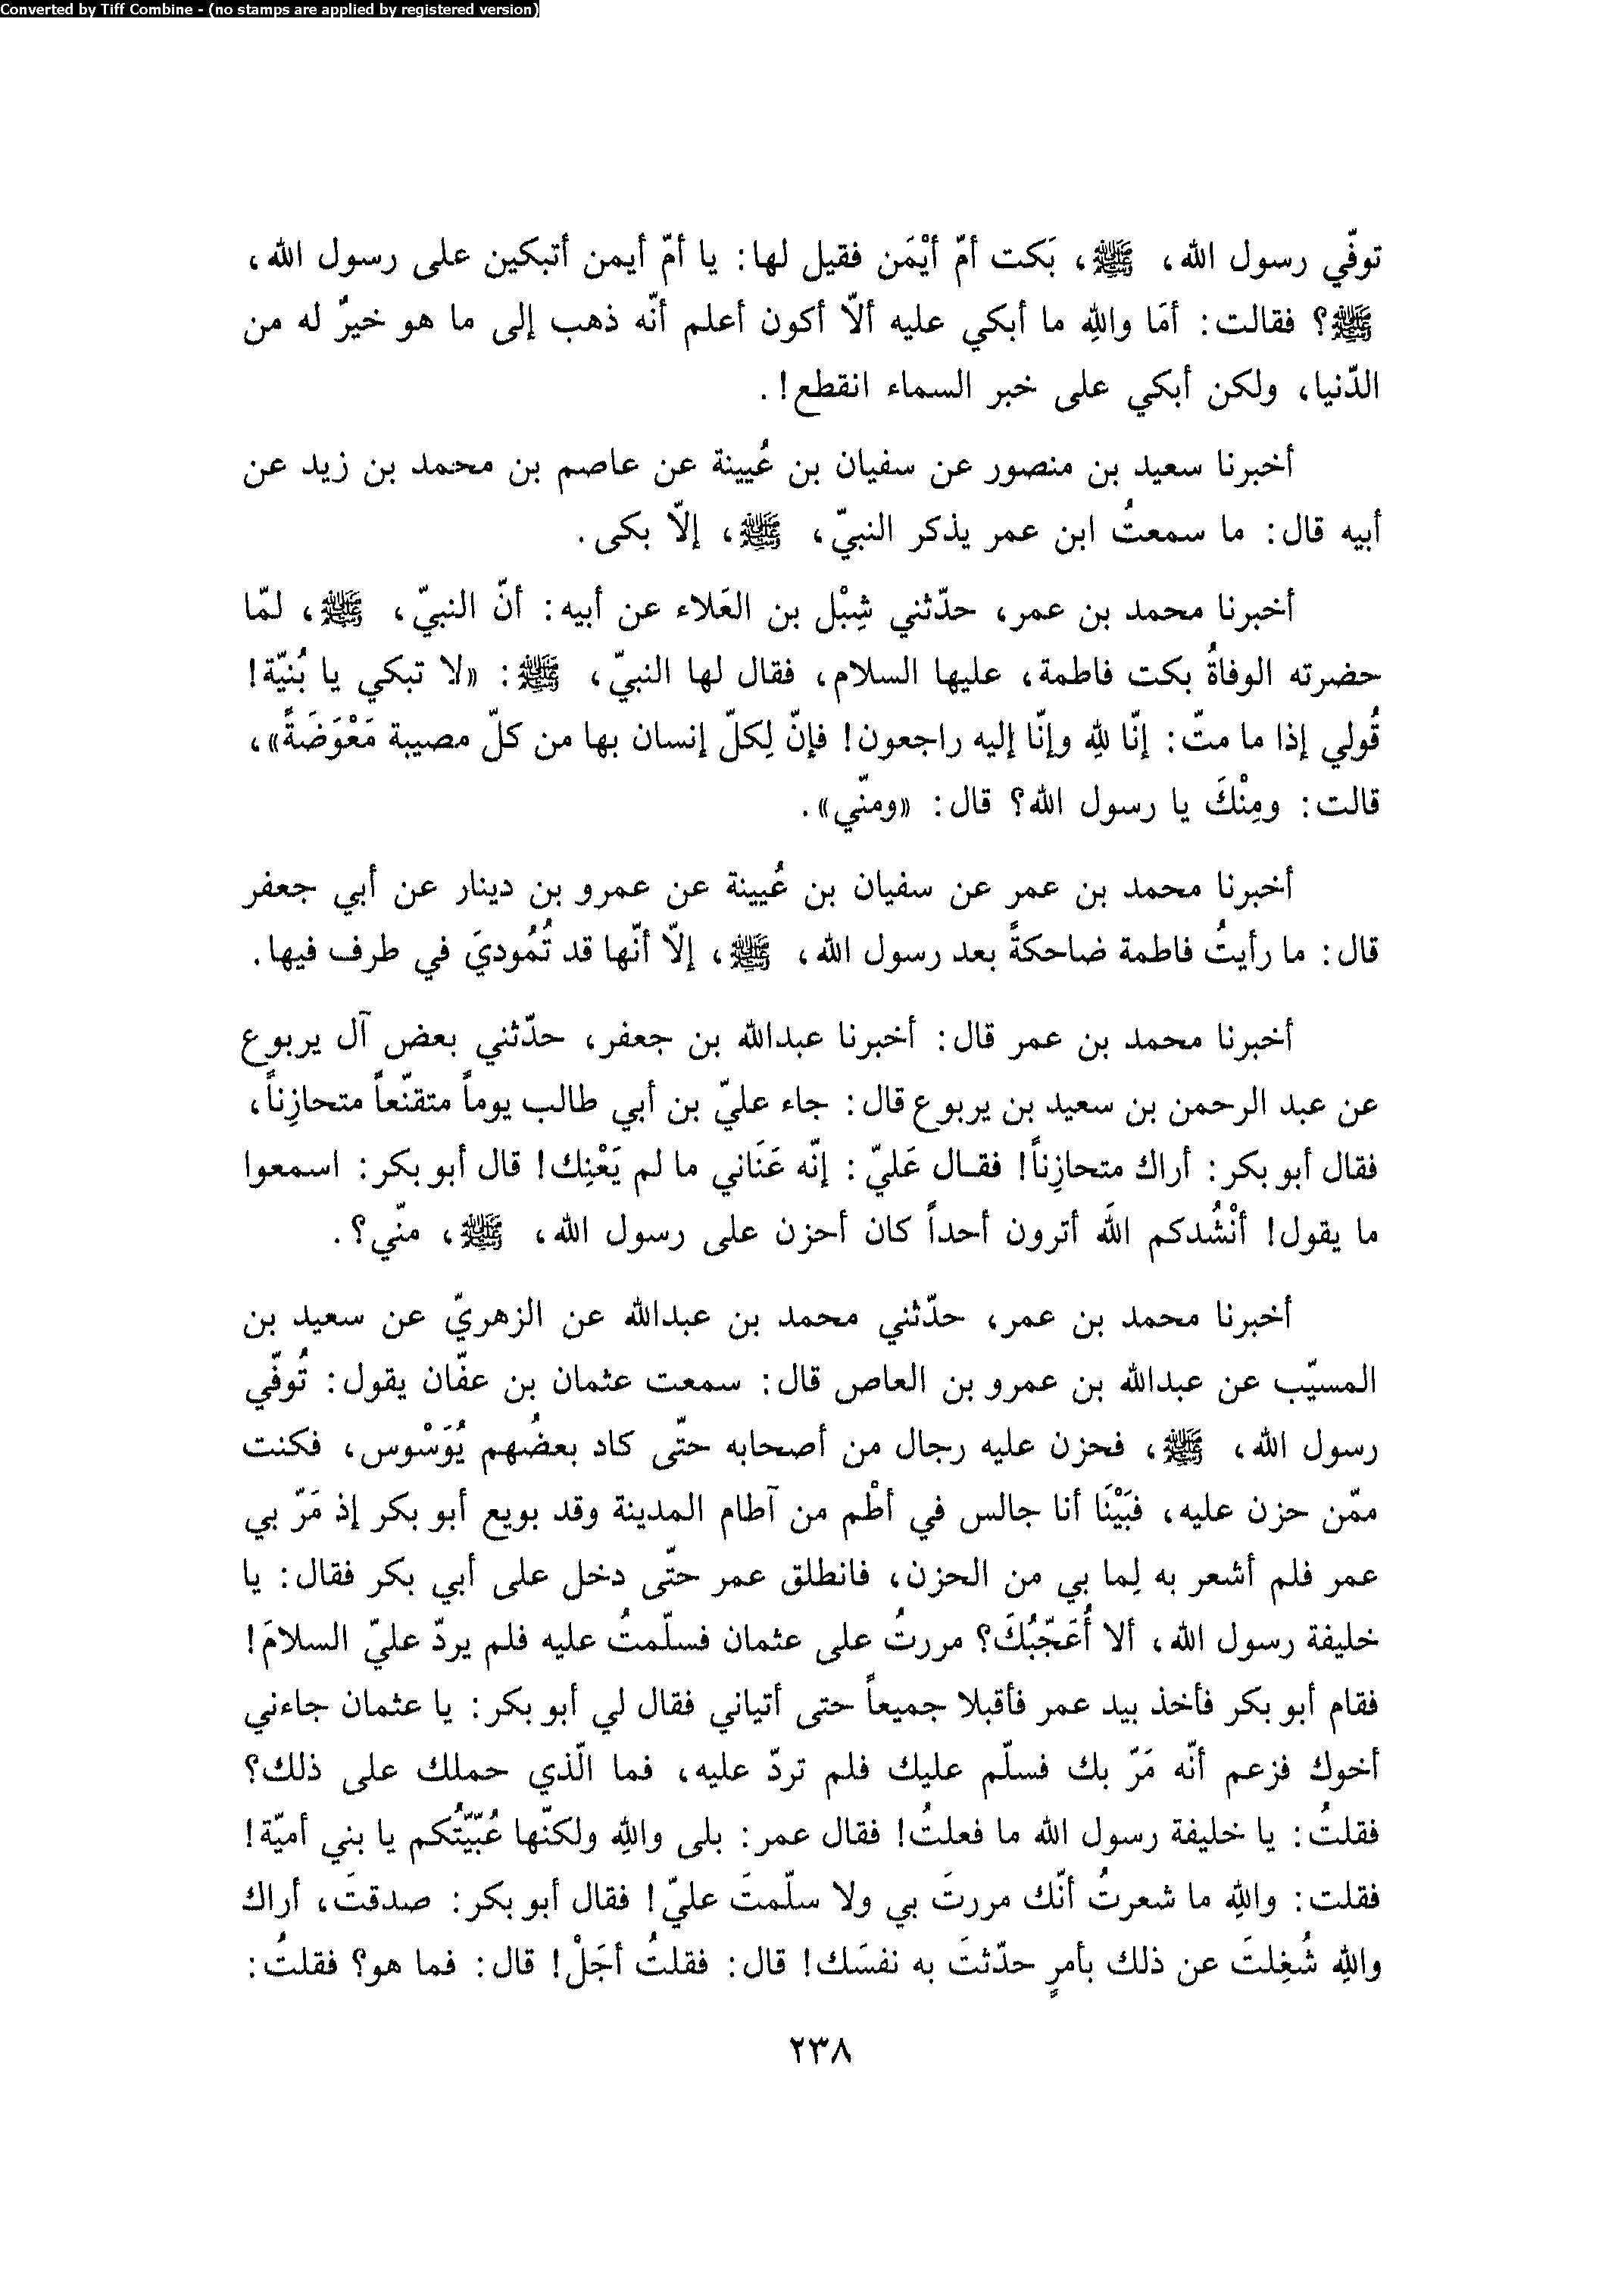 Converted by Tiff Combine - (no stamps are applied by registered version)
توفّي رسول الله، ﷺ، بَكت أمّ أيْمَن فقيل لها: يا أمّ أيمن أتبكين على رسول الله،
ﷺ؟ فقالت: أمَا واللهِ ما أبكي عليه ألاّ أكون أعلم أنّه ذهب إلى ما هو خيرٌ له من
الدّنيا، ولكن أبكي على خبر السماء انقطع!.
أخبرنا سعيد بن منصور عن سفيان بن عُيينة عن عاصم بن محمد بن زيد عن
أبيه قال: ما سمعتُ ابن عمر يذكر النبيّ، ﷺ، إلاّ بكى.
أخبرنا محمد بن عمر، حدّثني شِبْل بن العَلاء عن أبيه: أنّ النبيّ، ﷺ، لمّا
حضرته الوفاةُ بكت فاطمة، عليها السلام، فقال لها النبيّ، ﷺ: «لا تبكي يا بُنيّة!
قُولي إذا ما متّ: إنّا للهِ وإنّا إليه راجعون! فإنّ لِكلّ إنسان بها من كلّ مصيبة مَعْوَضَةً»،
قالت: ومِنْكَ يا رسول الله؟ قال: «ومنّي».
أخبرنا محمد بن عمر عن سفيان بن عُيينة عن عمرو بن دينار عن أبي جعفر
قال: ما رأيتُ فاطمة ضاحكةً بعد رسول الله، ﷺ، إلاّ أنّها قد تُمُوديَ في طرف فيها.
أخبرنا محمد بن عمر قال: أخبرنا عبدالله بن جعفر، حدّثني بعض آل يربوع
عن عبد الرحمن بن سعيد بن يربوع قال: جاء عليّ بن أبي طالب يوماً متقنّعاً متحازِناً،
فقال أبو بكر: أراك متحازِناً! فقـال عَليّ: إنّه عَنَاني ما لم يَعْنِك! قال أبو بكر: اسمعوا
ما يقول! أنْشُدكم اللهَ أترون أحداً كان أحزن على رسول الله، ﷺ، منّي؟.
أخبرنا محمد بن عمر، حدّثني محمد بن عبدالله عن الزهريّ عن سعيد بن
المسيّب عن عبدالله بن عمرو بن العاص قال: سمعت عثمان بن عفّان يقول: تُوفّي
رسول الله، ﷺ، فحزن عليه رجال من أصحابه حتّى كاد بعضُهم يُوَسْوس، فكنت
ممّن حزن عليه، فبَيْنَا أنا جالس في أطْم من آطام المدينة وقد بويع أبو بكر إذ مَرّ بي
عمر فلم أشعر به لِما بي من الحزن، فانطلق عمر حتّى دخل على أبي بكر فقال: يا
خليفة رسول الله، ألا أُعَجّبُكَ؟ مررتُ على عثمان فسلّمتُ عليه فلم يردّ عليّ السلامَ!
فقام أبو بكر فأخذ بيد عمر فأقبلا جميعاً حتى أتياني فقال لي أبو بكر: يا عثمان جاءني
أخوك فزعم أنّه مَرّ بك فسلّم عليك فلم تردّ عليه، فما الّذي حملك على ذلك؟
فقلتُ: يا خليفة رسول الله ما فعلتُ! فقال عمر: بلى واللهِ ولكنّها عُبّيّتُكم يا بني أميّة!
فقلت: واللهِ ما شعرتُ أنّك مررتَ بي ولا سلّمتَ عليّ! فقال أبو بكر: صدقتَ، أراك
واللهِ شُغِلتَ عن ذلك بأمرٍ حدّثتَ به نفسَك! قال: فقلتُ أجَلْ! قال: فما هو؟ فقلتُ:
٢٣٨